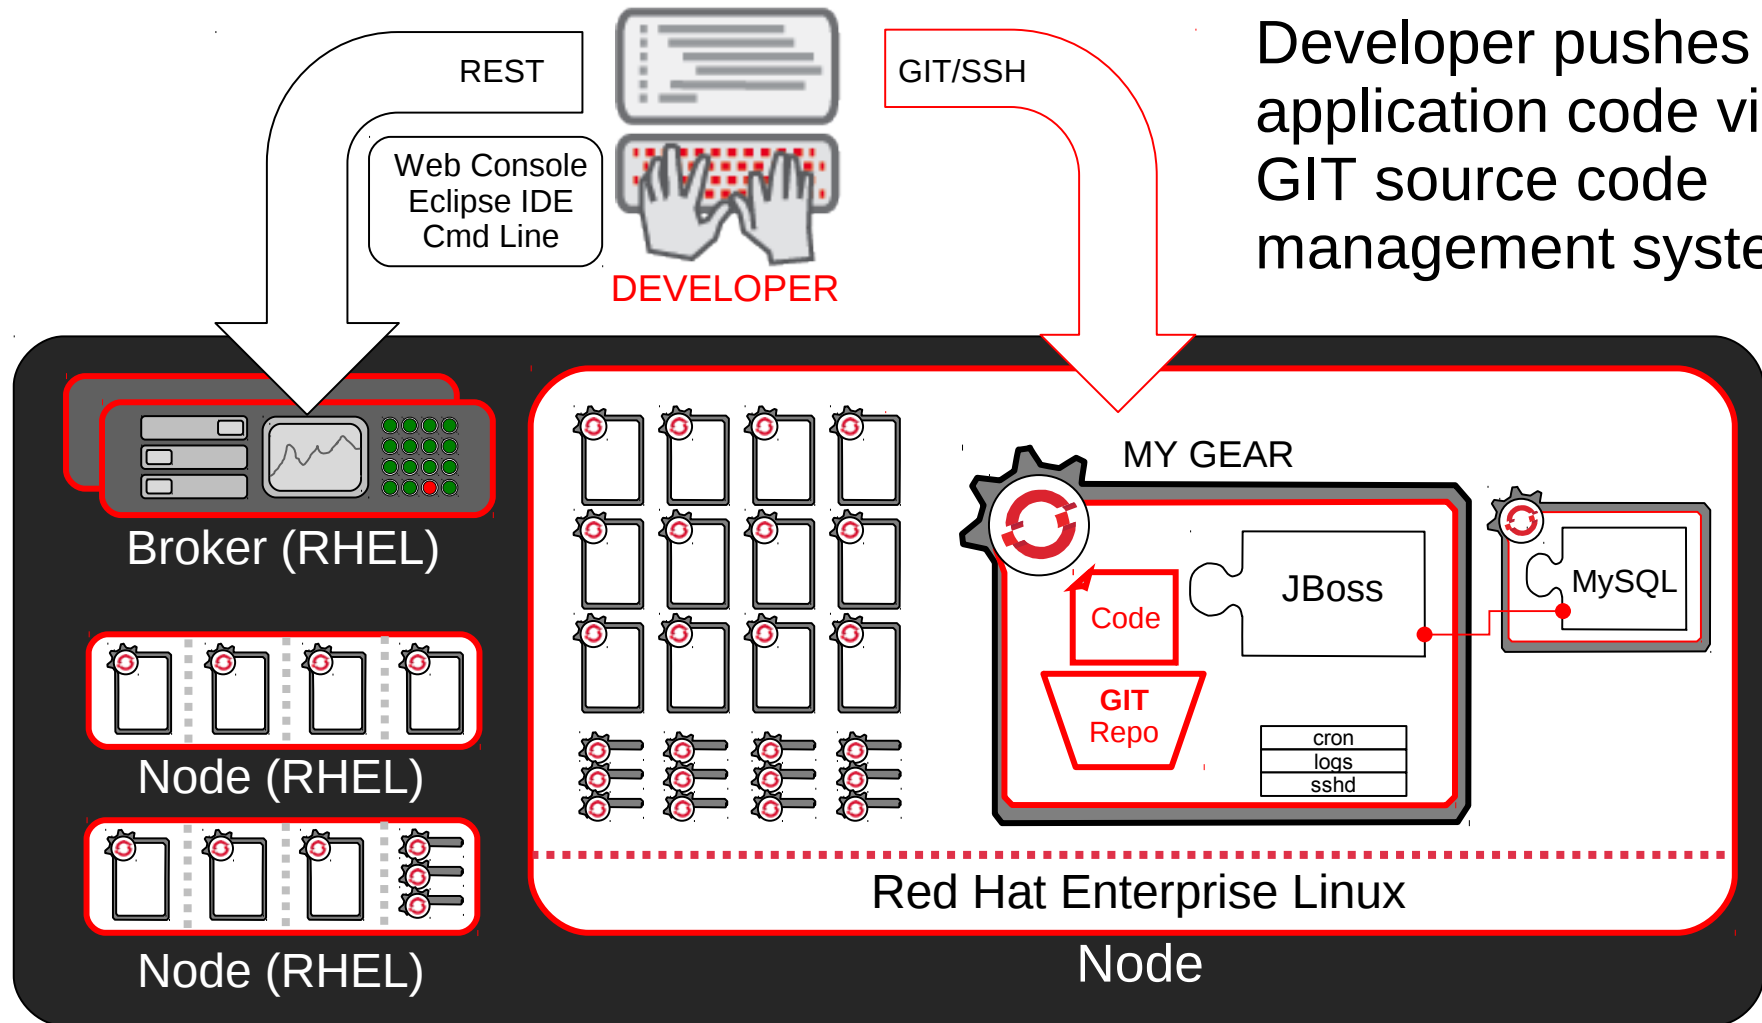 REST
GIT/SSH
Developer pushes
application code vi
GIT source code
management syste
Web Console
Eclipse IDE
Cmd Line
DEVELOPER
MY GEAR
Broker (RHEL)
JBoss
MySQL
Code
GIT
Repo
cron
logs
sshd
Node (RHEL)
Red Hat Enterprise Linux
Node (RHEL)
Node